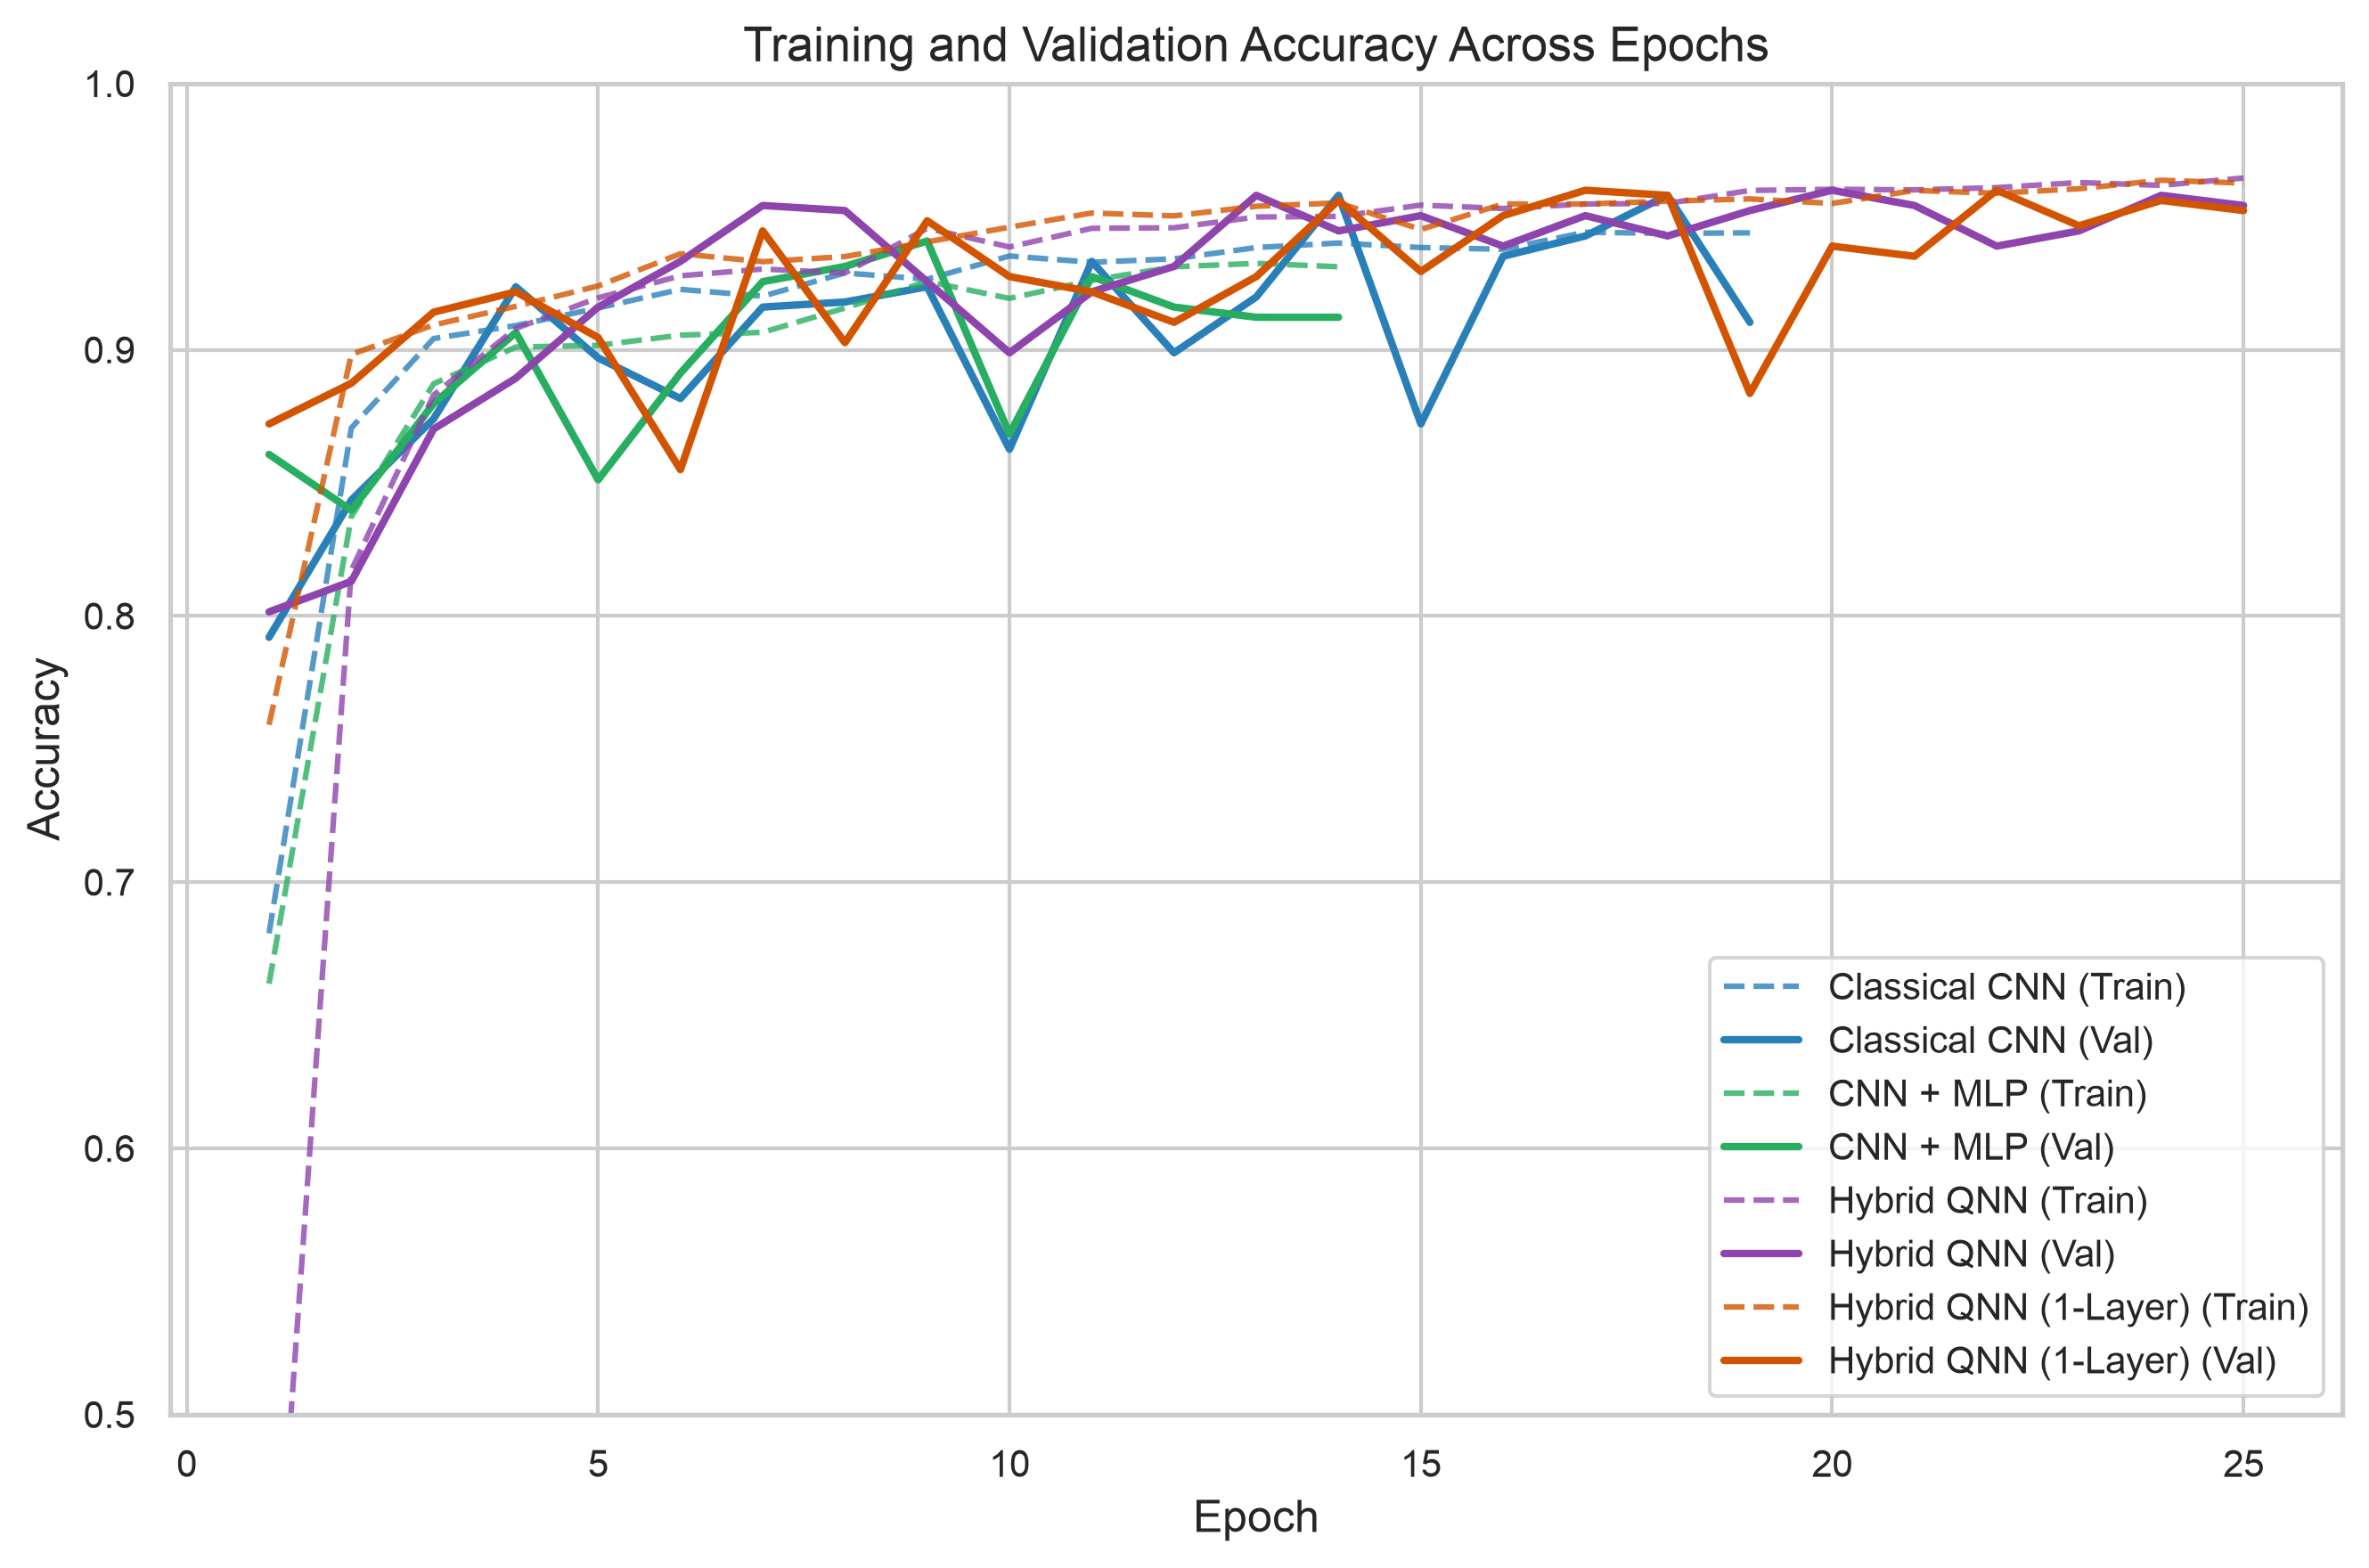 Training and Validation Accuracy Across Epochs
1.0
0.9
0.8
0.7
0.6
0.5
Accuracy
0 5 10 15 20 25
Epoch
Classical CNN (Train)
Classical CNN (Val)
CNN + MLP (Train)
CNN + MLP (Val)
Hybrid QNN (Train)
Hybrid QNN (Val)
Hybrid QNN (1-Layer) (Train)
Hybrid QNN (1-Layer) (Val)